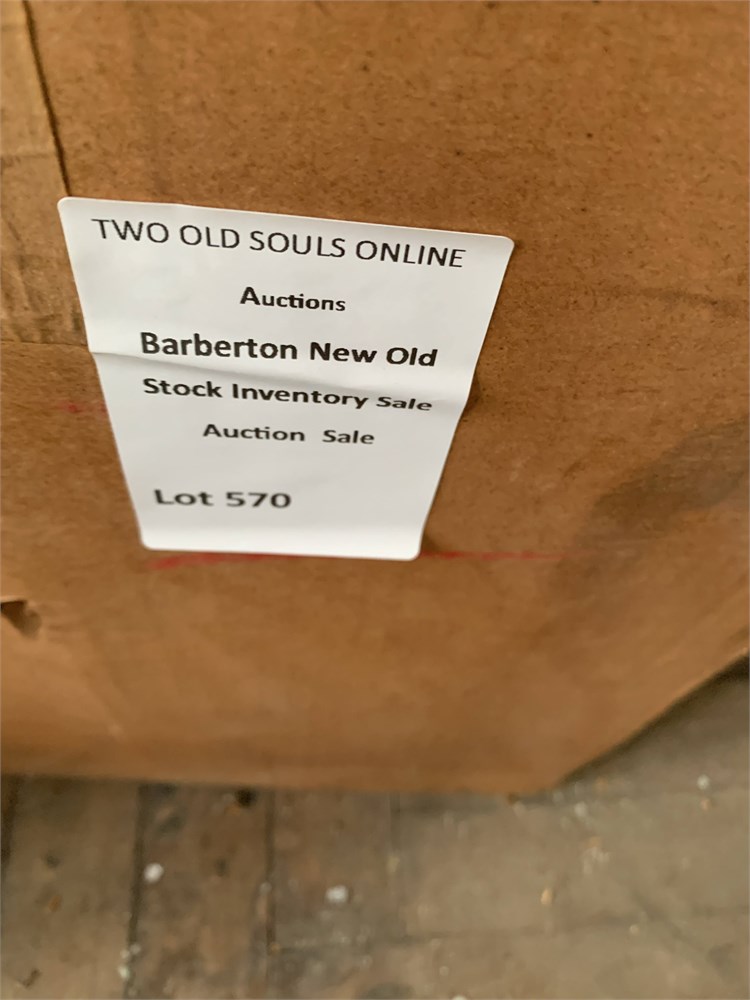 TWO OLD SOULS ONLINE
Auctions
Barberton New Old
Stock Inventory Sale
Auction Sale
Lot 570